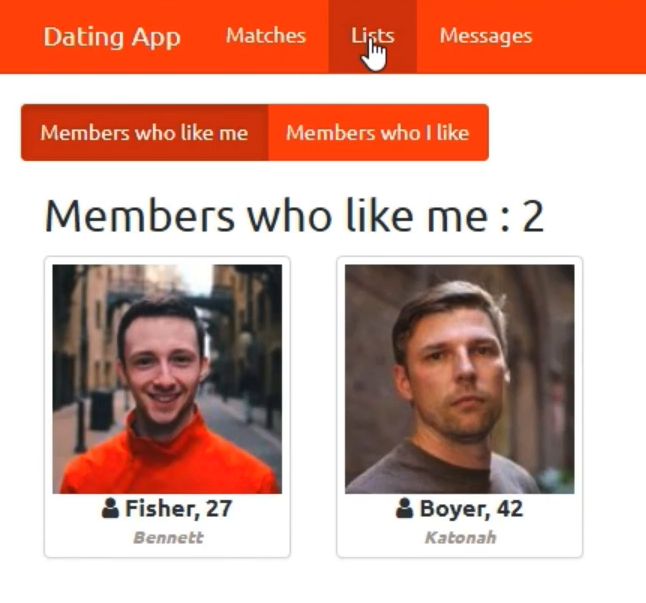 Dating App Matches Lists Messages
Members who like me Members who I like
Members who like me : 2
Fisher, 27 Boyer, 42
Bennett Katonah